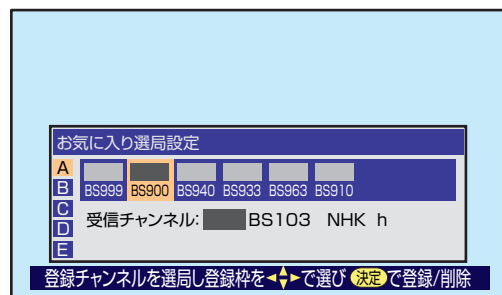 お気に入り選局設定
A
B
C
D
E
BS999 BS900 BS940 BS933 BS963 BS910
受信チャンネル: BS103 NHK h
登録チャンネルを選局し登録枠を で選び 決定 で登録/削除